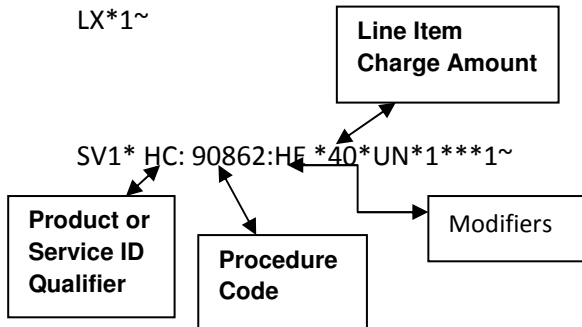 LX*1~
Line Item
Charge Amount
SV1* HC: 90862:HF *40*UN*1***1~
Product or
Service ID
Qualifier
Procedure
Code
Modifiers